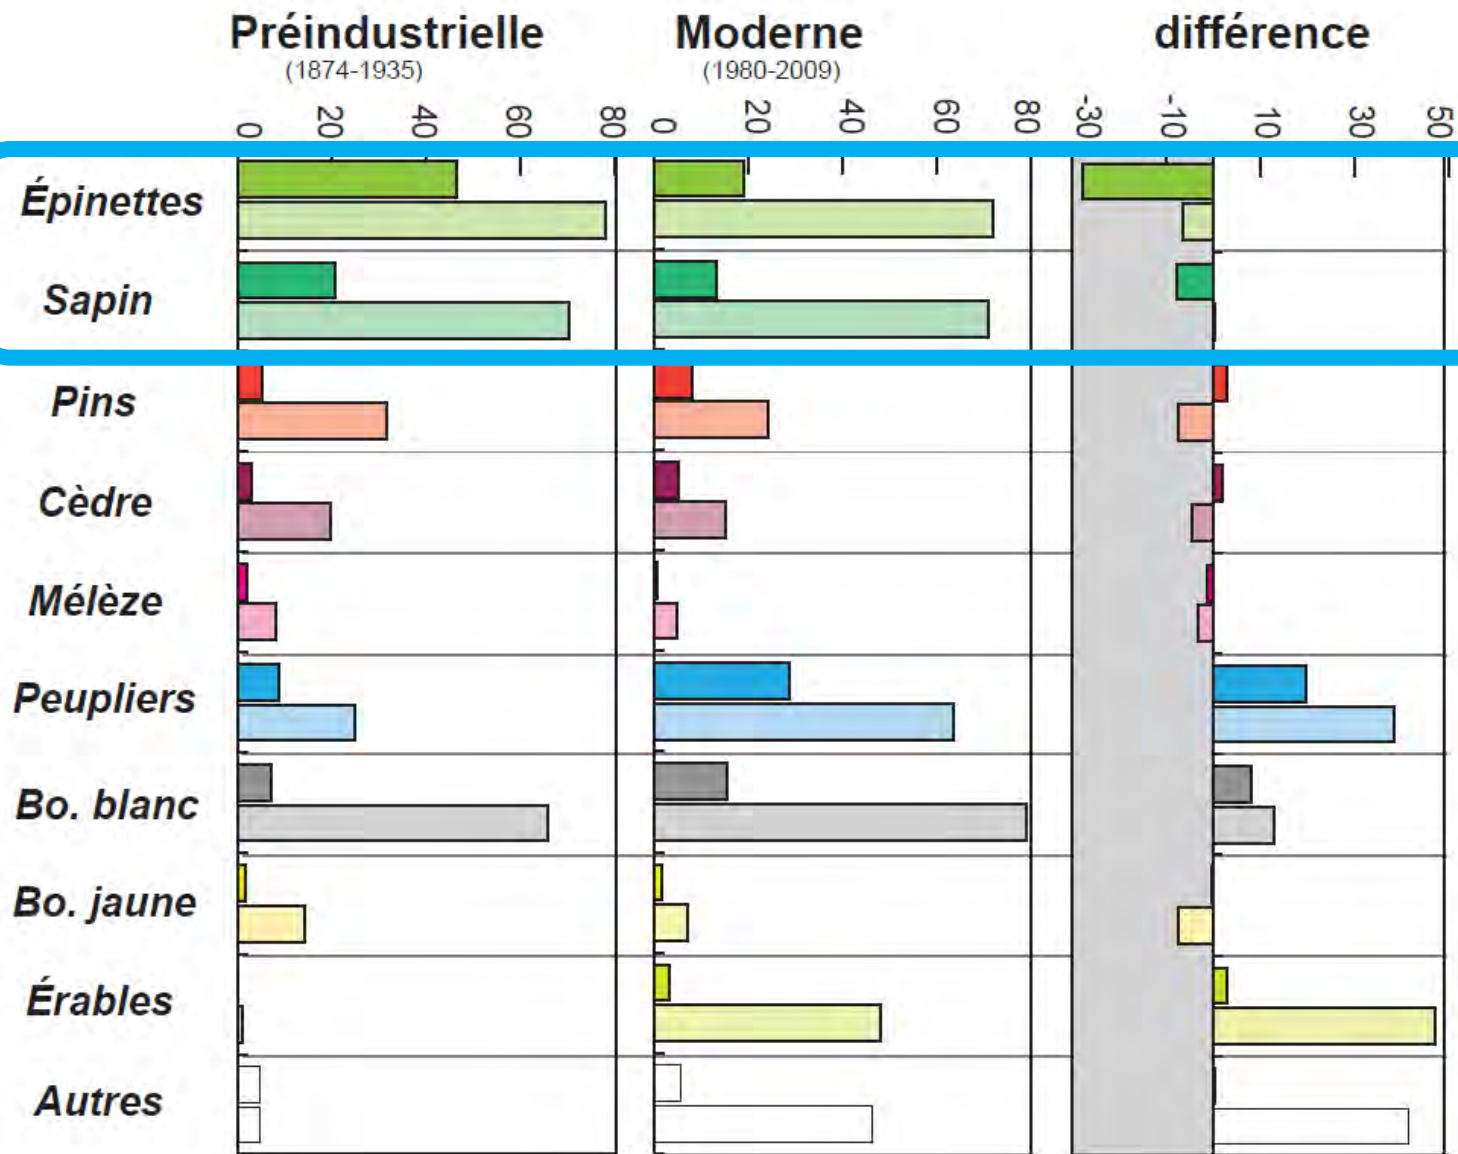 Préindustrielle Moderne différence
(1874-1935) (1980-2009)
0 20 40 60 80 0 20 40 60 80 -30 -10 10 30 50
Épinettes
Sapin
Pins
Cèdre
Mélèze
Peupliers
Bo. blanc
Bo. jaune
Érables
Autres